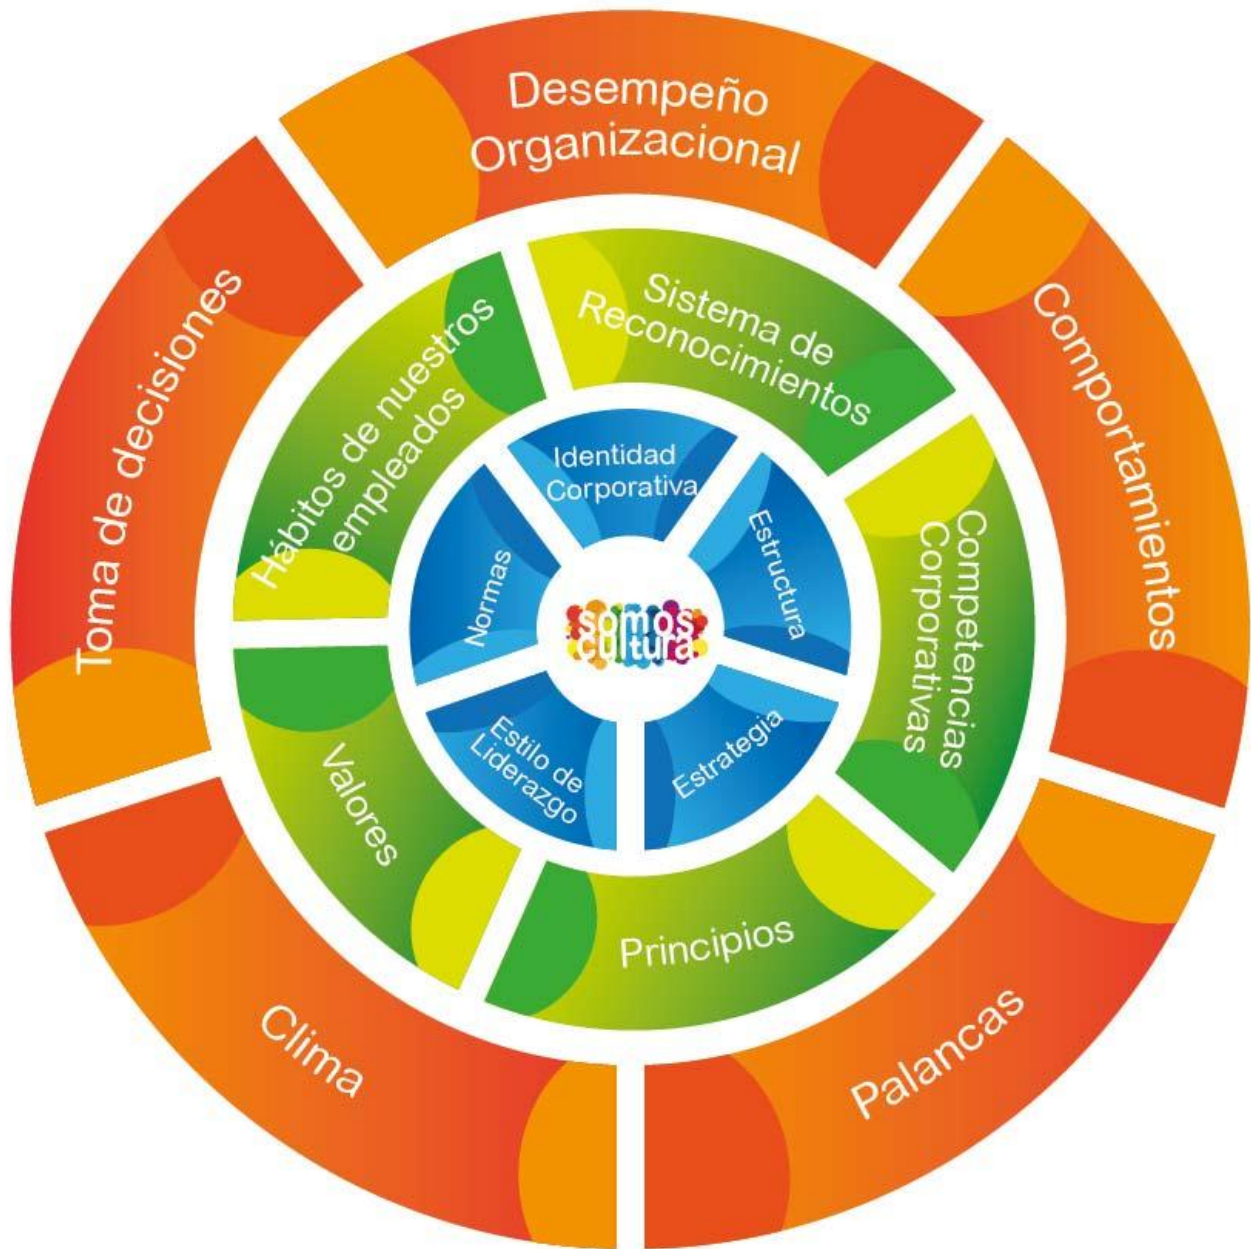 Desempeño
Organizacional
Comportamientos
Palancas
Clima
Toma de decisiones
Sistema de
Reconocimientos
Competencias
Corporativas
Principios
Valores
Hábitos de nuestros
empleados
Identidad
Corporativa
Estructura
Estrategia
Estilo de
Liderazgo
Normas
somos
cultura